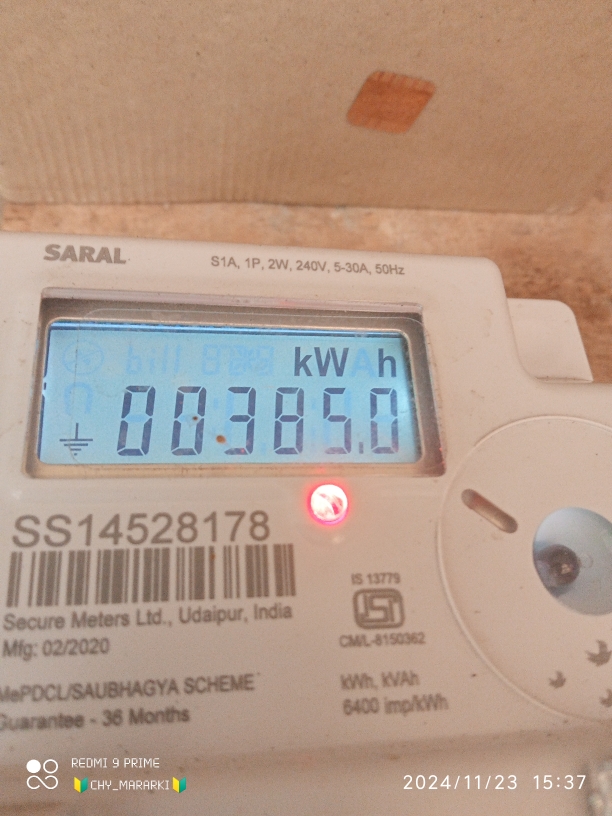 SARAL
S1A, 1P, 2W, 240V, 5-30A, 50Hz
kWh
003850
SS14528178
Secure Meters Ltd., Udaipur, India
Mfg: 02/2020
MePDCL/SAUBHAGYA SCHEME
Guarantee - 36 Months
IS 13779
ISI
CM/L-8150362
kWh, kVAh
6400 imp/kWh
REDMI 9 PRIME
🔰CHY_MARARKI🔰
2024/11/23 15:37